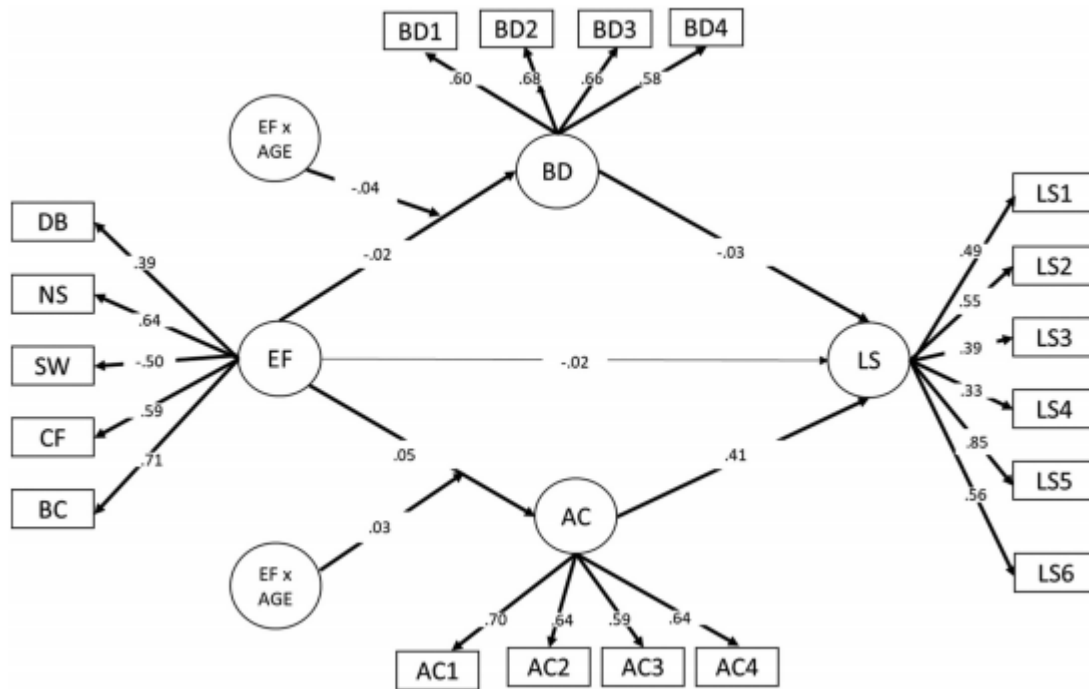 BD1
BD2
BD3
BD4
.60
.68
.66
.58
EF x
AGE
BD
-.04
LS1
DB
-.02
-.03
.49
LS2
.39
.55
NS
.64
LS3
.39
EF
-.02
LS
SW
-.50
.33
LS4
.59
CF
.85
.71
.05
.41
LS5
.56
BC
AC
.03
EF x
AGE
LS6
.70
.64
.59
.64
AC1
AC2
AC3
AC4